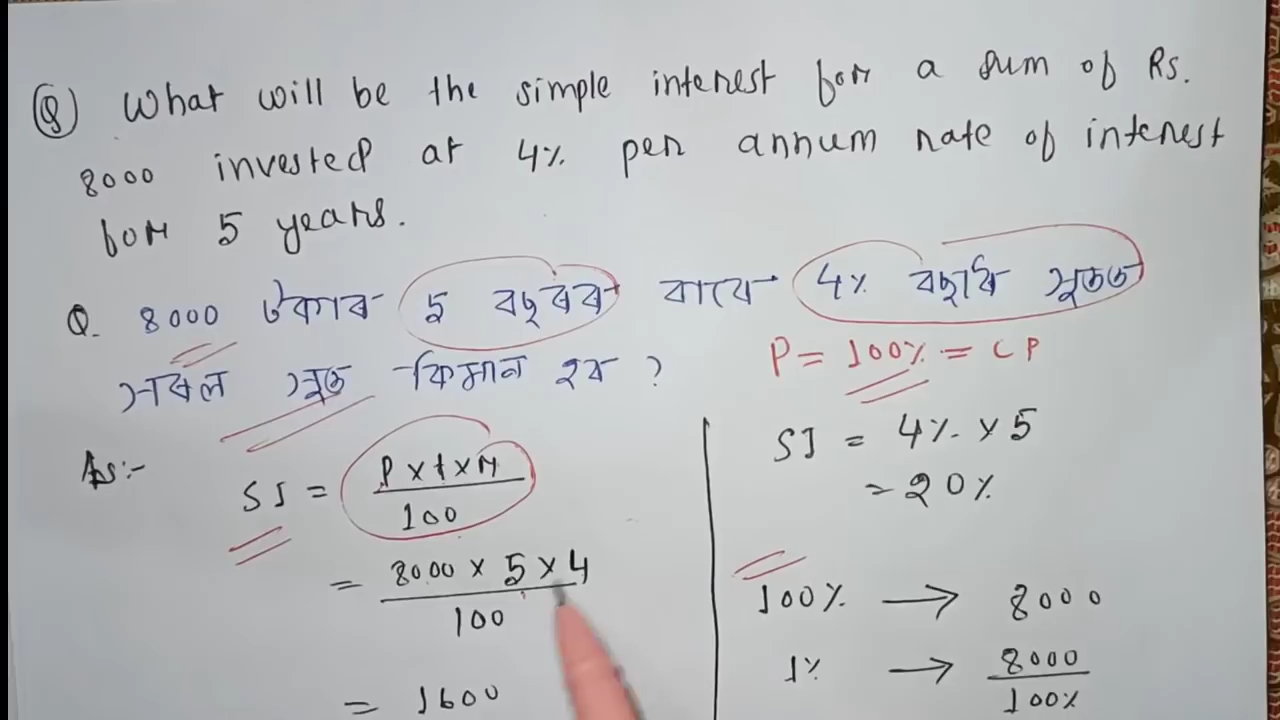 Q What will be the simple interest for a sum of Rs.
8000 invested at 4% per annum rate of interest
for 5 years.
Q. 8000 টকাৰ 5 বছৰৰ বাবে 4% বছৰি সুতত
সৰল সুত কিমান হব ?
As:-
SI = P x t x r
100
= 8000 x 5 x 4
100
= 1600
P = 100% = CP
SI = 4% x 5
= 20%
100% → 8000
1% → 8000
100%